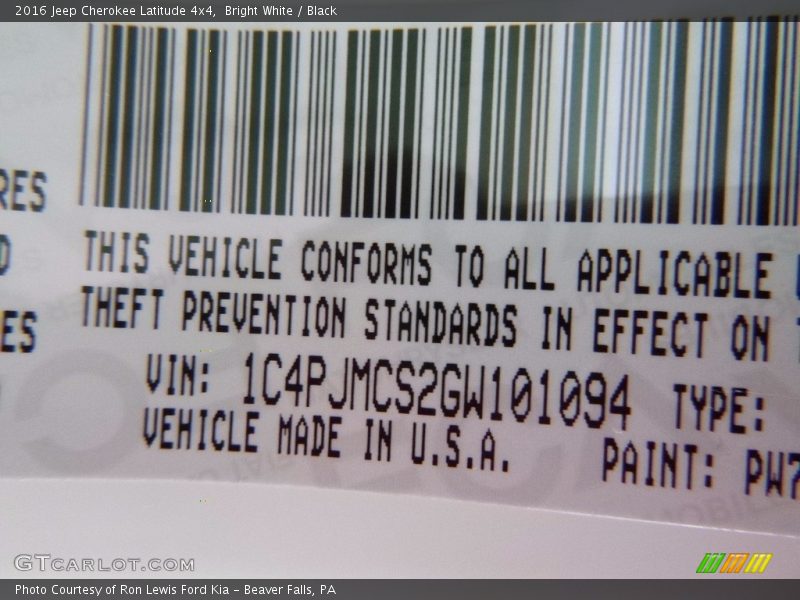 2016 Jeep Cherokee Latitude 4x4, Bright White / Black
RES
THIS VEHICLE CONFORMS TO ALL APPLICABLE
THEFT PREVENTION STANDARDS IN EFFECT ON
ES
VIN: 1C4PJMCS2GW101094 TYPE:
VEHICLE MADE IN U.S.A. PAINT: PW7
GTCARLOT.COM
Photo Courtesy of Ron Lewis Ford Kia - Beaver Falls, PA